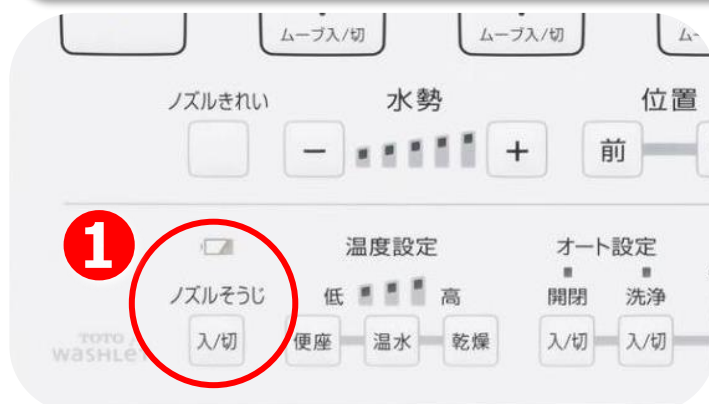 ムーブ入/切 ムーブ入/切 ムー
ノズルきれい 水勢 位置
− + 前
1
温度設定 オート設定
ノズルそうじ 低 高 開閉 洗浄
入/切 便座 温水 乾燥 入/切 入/切
TOTO
WASHLET